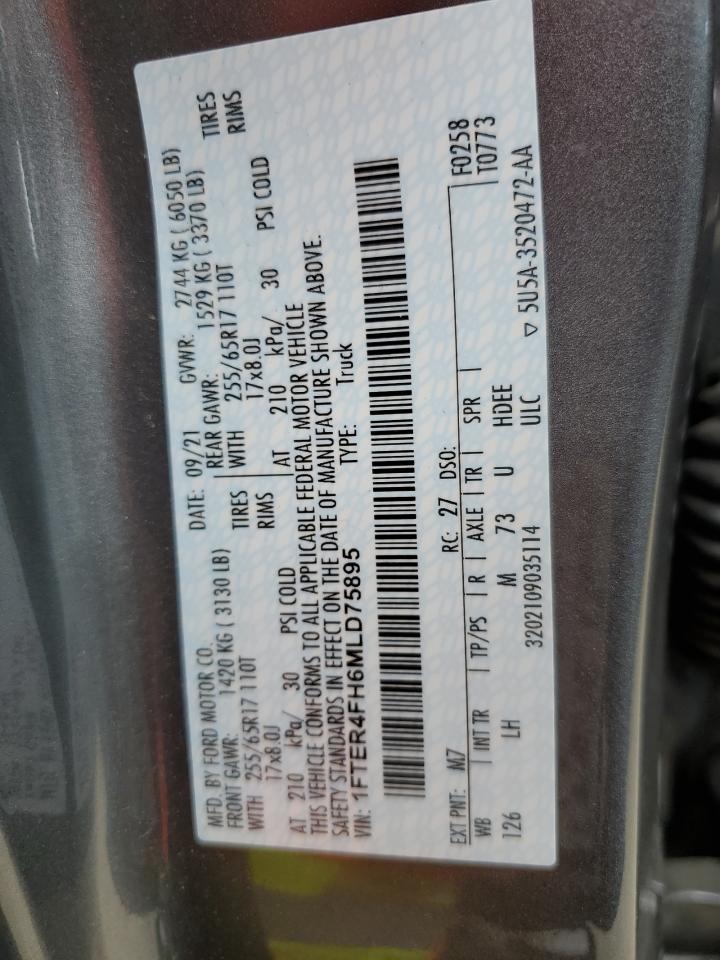 MFD. BY FORD MOTOR CO.
DATE: 09/21 GVWR: 2744 KG ( 6050 LB)
FRONT GAWR: 1420 KG ( 3130 LB) REAR GAWR: 1529 KG ( 3370 LB)
WITH 255/65R17 110T TIRES WITH 255/65R17 110T TIRES
17x8.0J RIMS 17x8.0J RIMS
AT 210 kPa/ 30 PSI COLD AT 210 kPa/ 30 PSI COLD
THIS VEHICLE CONFORMS TO ALL APPLICABLE FEDERAL MOTOR VEHICLE
SAFETY STANDARDS IN EFFECT ON THE DATE OF MANUFACTURE SHOWN ABOVE.
VIN: 1FTER4FH6MLD75895 TYPE: Truck
EXT PNT: M7 RC: 27 DSO: F0258
WB INT TR TP/PS R AXLE TR SPR T0773
126 LH M 73 U HDEE
3202109035114 ULC ▽ 5U5A-3520472-AA